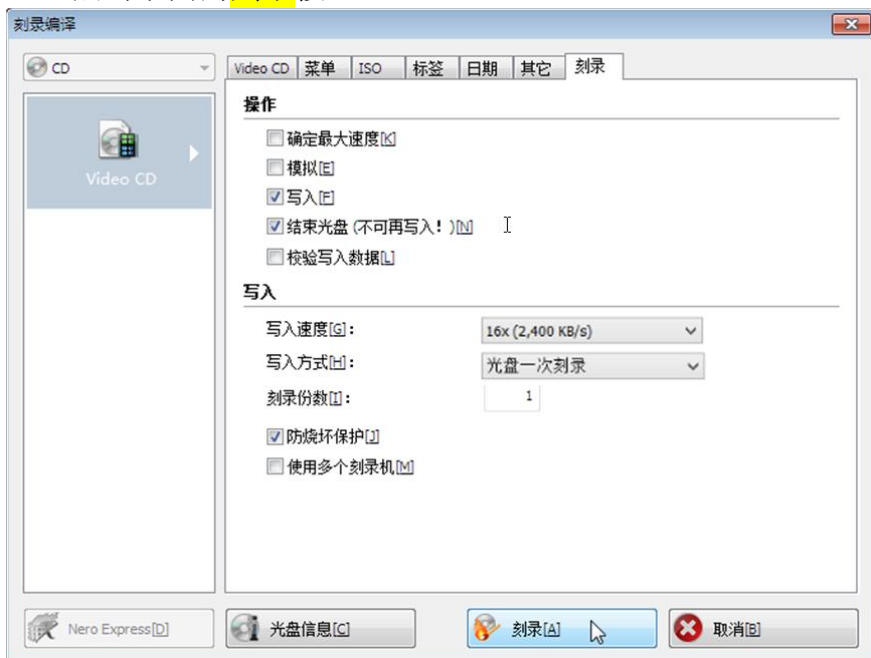 刻录编译
CD
Video CD 菜单 ISO 标签 日期 其它 刻录
Video CD
操作
确定最大速度[K]
模拟[E]
写入[F]
结束光盘(不可再写入!)[N]
校验写入数据[L]
写入
写入速度[G]: 16x (2,400 KB/s)
写入方式[H]: 光盘一次刻录
刻录份数[I]: 1
防烧坏保护[J]
使用多个刻录机[M]
Nero Express[D] 光盘信息[C] 刻录[A] 取消[B]